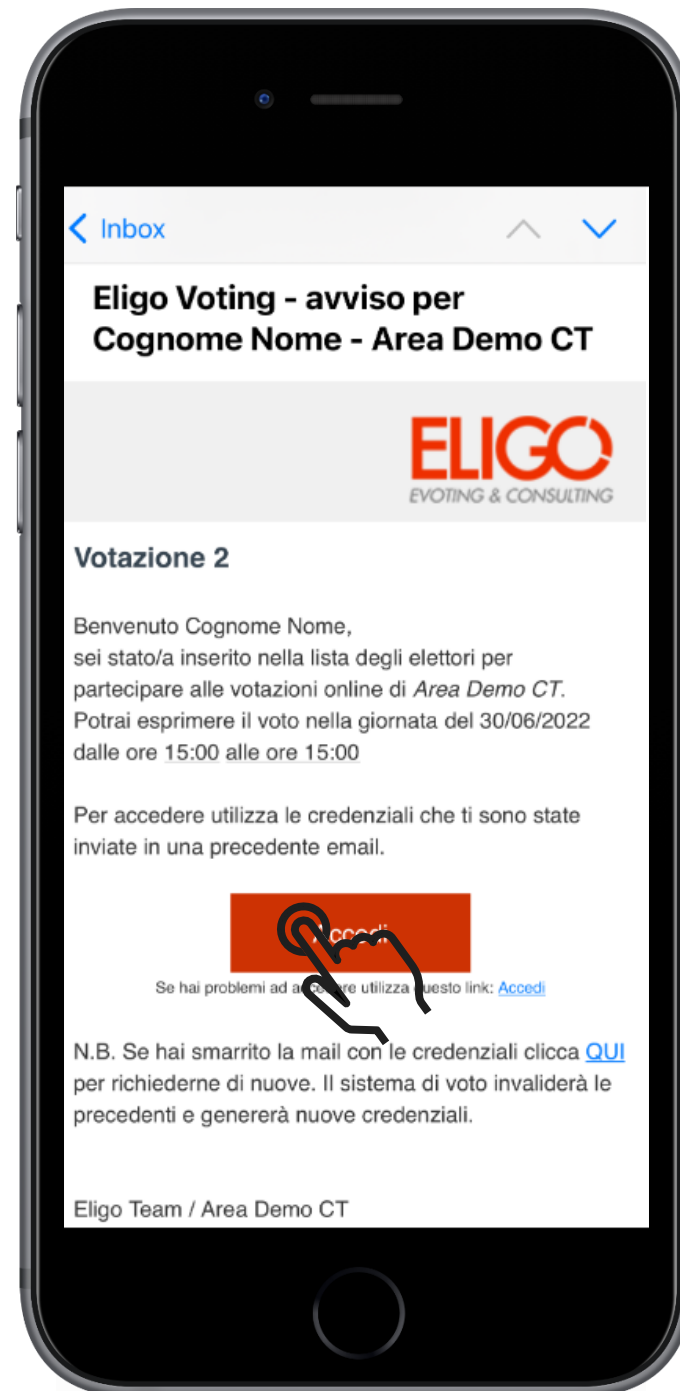 Inbox
Eligo Voting - avviso per
Cognome Nome - Area Demo CT
ELIGO
EVOTING & CONSULTING
Votazione 2
Benvenuto Cognome Nome,
sei stato/a inserito nella lista degli elettori per
partecipare alle votazioni online di Area Demo CT.
Potrai esprimere il voto nella giornata del 30/06/2022
dalle ore 15:00 alle ore 15:00
Per accedere utilizza le credenziali che ti sono state
inviate in una precedente email.
Accedi
Se hai problemi ad accedere utilizza questo link: Accedi
N.B. Se hai smarrito la mail con le credenziali clicca QUI
per richiederne di nuove. Il sistema di voto invaliderà le
precedenti e genererà nuove credenziali.
Eligo Team / Area Demo CT